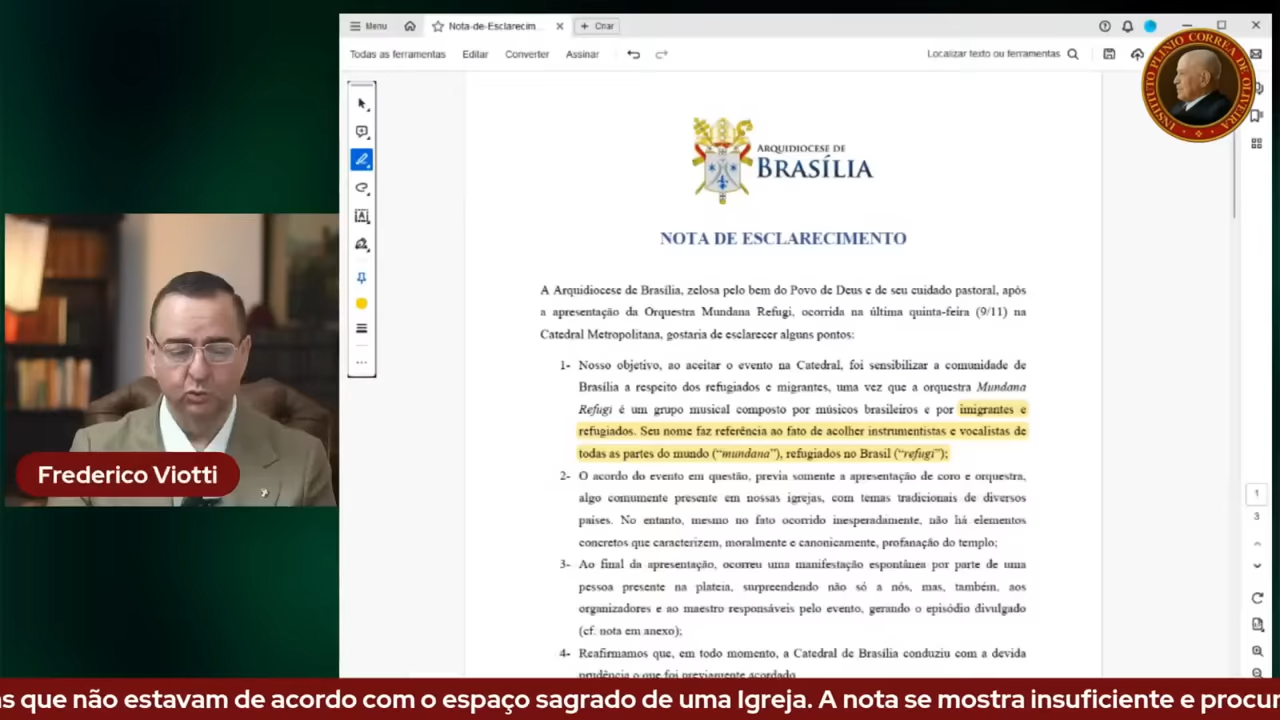 Menu
Nota-de-Esclarecim...
Criar
Todas as ferramentas
Editar
Converter
Assinar
Localizar texto ou ferramentas
INSTITUTO PLINIO CORREA DE OLIVEIRA
ARQUIDIOCESE DE
BRASÍLIA
NOTA DE ESCLARECIMENTO
A Arquidiocese de Brasília, zelosa pelo bem do Povo de Deus e de seu cuidado pastoral, após
a apresentação da Orquestra Mundana Refugi, ocorrida na última quinta-feira (9/11) na
Catedral Metropolitana, gostaria de esclarecer alguns pontos:
1- Nosso objetivo, ao aceitar o evento na Catedral, foi sensibilizar a comunidade de
Brasília a respeito dos refugiados e migrantes, uma vez que a orquestra Mundana
Refugi é um grupo musical composto por músicos brasileiros e por imigrantes e
refugiados. Seu nome faz referência ao fato de acolher instrumentistas e vocalistas de
todas as partes do mundo (“mundana”), refugiados no Brasil (“refugi”);
2- O acordo do evento em questão, previa somente a apresentação de coro e orquestra,
algo comumente presente em nossas igrejas, com temas tradicionais de diversos
países. No entanto, mesmo no fato ocorrido inesperadamente, não há elementos
concretos que caracterizem, moralmente e canonicamente, profanação do templo;
3- Ao final da apresentação, ocorreu uma manifestação espontânea por parte de uma
pessoa presente na plateia, surpreendendo não só a nós, mas, também, aos
organizadores e ao maestro responsáveis pelo evento, gerando o episódio divulgado
(cf. nota em anexo);
4- Reafirmamos que, em todo momento, a Catedral de Brasília conduziu com a devida
prudência o que foi previamente acordado
1
3
Frederico Viotti
as que não estavam de acordo com o espaço sagrado de uma Igreja. A nota se mostra insuficiente e procur